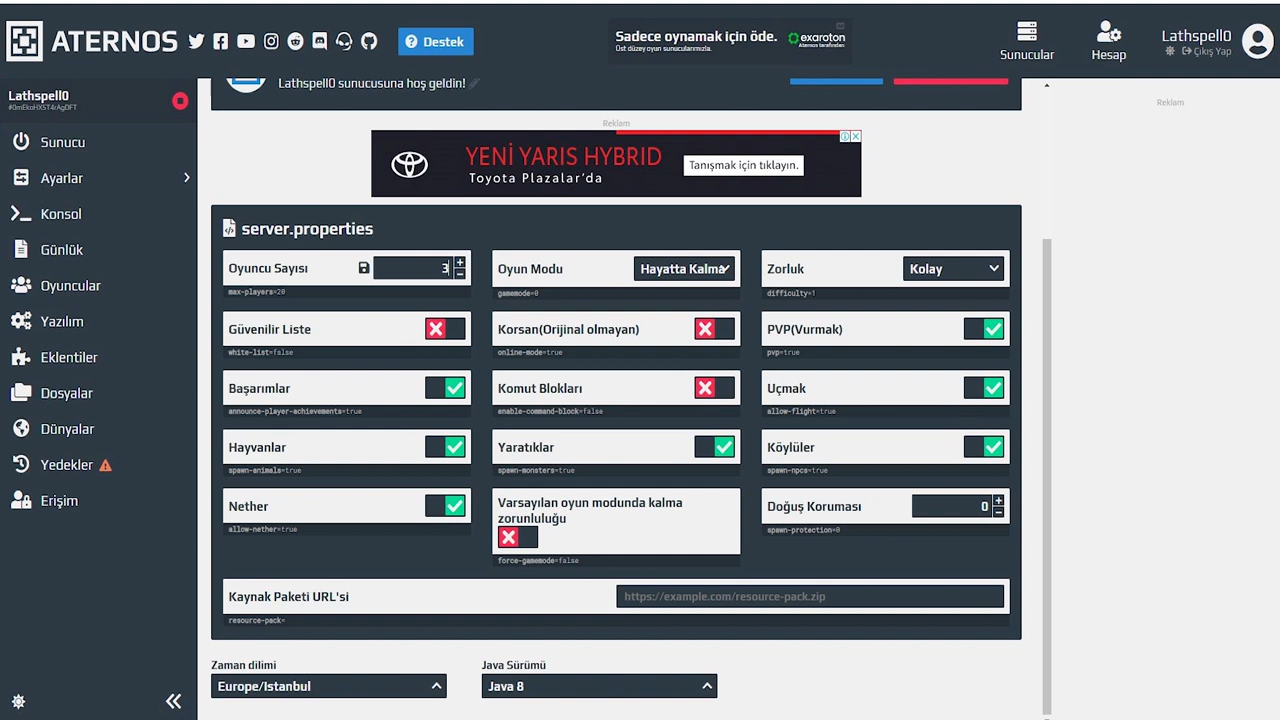 ATERNOS
Destek
Sadece oynamak için öde.
Üst düzey oyun sunucularımızla.
exaroton
Aternos tarafından
Sunucular
Hesap
Lathspell0
Çıkış Yap
Lathspell0
Lathspell0 sunucusuna hoş geldin!
Sunucu
Ayarlar
Konsol
Günlük
Oyuncular
Yazılım
Eklentiler
Dosyalar
Dünyalar
Yedekler
Erişim
Reklam
YENİ YARIS HYBRID
Toyota Plazalar'da
Tanışmak için tıklayın.
Reklam
server.properties
Oyuncu Sayısı
3
max-players=20
Oyun Modu
Hayatta Kalma
gamemode=0
Zorluk
Kolay
difficulty=1
Güvenilir Liste
white-list=false
Korsan(Orijinal olmayan)
online-mode=true
PVP(Vurmak)
pvp=true
Başarımlar
announce-player-achievements=true
Komut Blokları
enable-command-block=false
Uçmak
allow-flight=true
Hayvanlar
spawn-animals=true
Yaratıklar
spawn-monsters=true
Köylüler
spawn-npcs=true
Nether
allow-nether=true
Varsayılan oyun modunda kalma
zorunluluğu
force-gamemode=false
Doğuş Koruması
0
spawn-protection=0
Kaynak Paketi URL'si
https://example.com/resource-pack.zip
resource-pack=
Zaman dilimi
Europe/Istanbul
Java Sürümü
Java 8